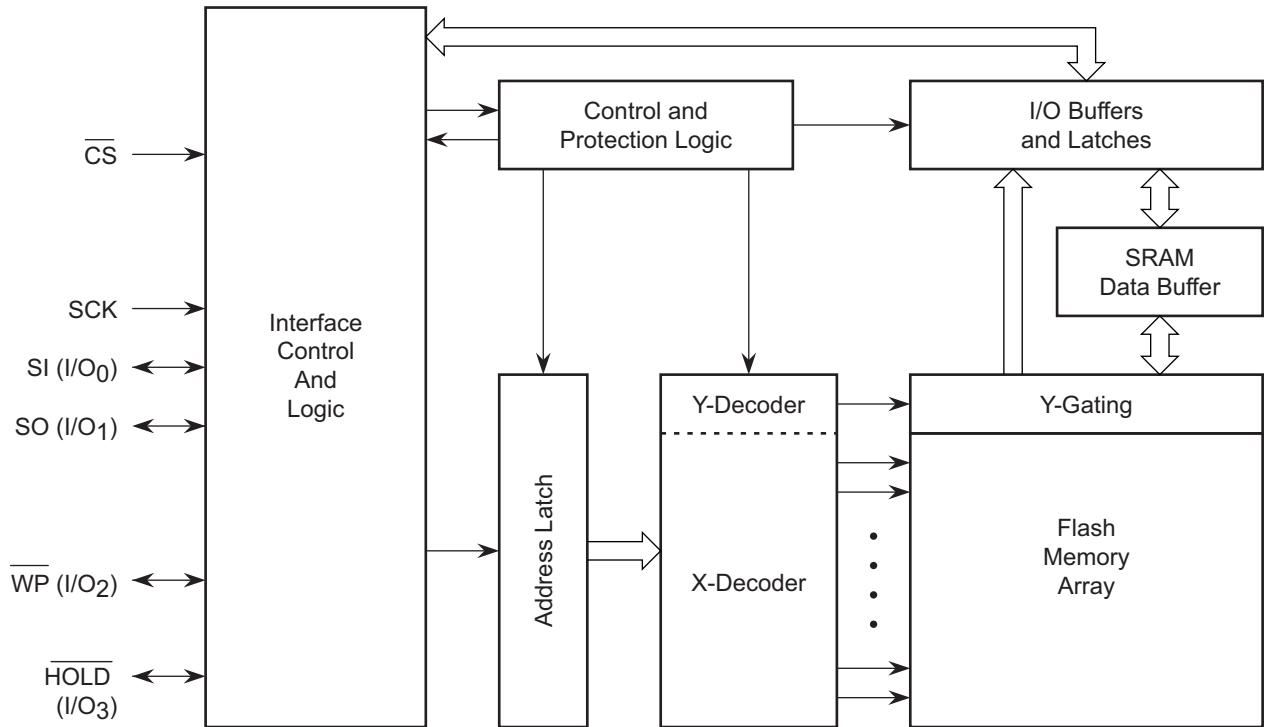 Control and
Protection Logic
I/O Buffers
and Latches
CS
SRAM
Data Buffer
SCK
Interface
Control
And
Logic
SI (I/O0)
SO (I/O1)
Y-Decoder
Y-Gating
Address Latch
X-Decoder
Flash
Memory
Array
WP (I/O2)
HOLD
(I/O3)